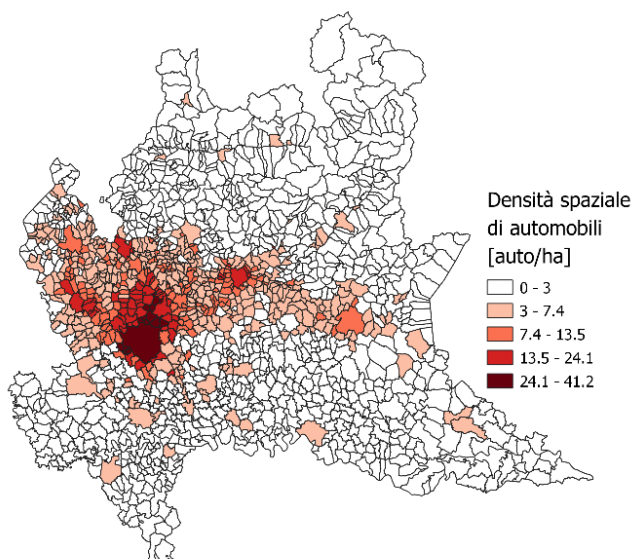 Densità spaziale
di automobili
[auto/ha]
0 - 3
3 - 7.4
7.4 - 13.5
13.5 - 24.1
24.1 - 41.2